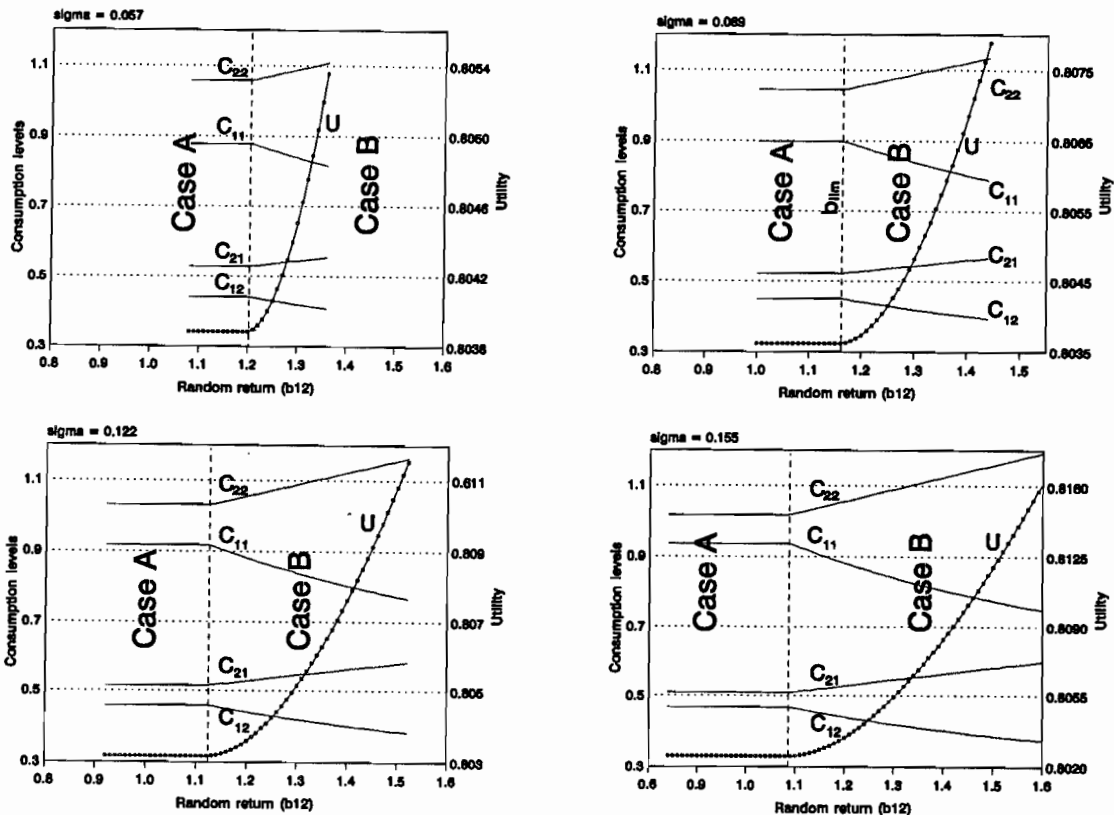 sigma = 0.057
1.1
0.9
0.7
0.5
0.3
Consumption levels
C22
C11
C21
C12
U
Case A
Case B
0.8054
0.8050
0.8046
0.8042
0.8038
Utility
0.8 0.9 1.0 1.1 1.2 1.3 1.4 1.5 1.6
Random return (b12)
sigma = 0.089
1.1
0.9
0.7
0.5
0.3
Consumption levels
C22
U
C11
C21
C12
Case A
blim
Case B
0.8075
0.8065
0.8055
0.8045
0.8035
Utility
0.6 0.8 0.9 1.0 1.1 1.2 1.3 1.4 1.5
Random return (b12)
sigma = 0.122
1.1
0.9
0.7
0.5
0.3
Consumption levels
C22
C11
C21
C12
U
Case A
Case B
0.611
0.809
0.807
0.805
0.803
Utility
0.8 0.9 1.0 1.1 1.2 1.3 1.4 1.5 1.6
Random return (b12)
sigma = 0.155
1.1
0.9
0.7
0.5
0.3
Consumption levels
C22
C11
C21
C12
U
Case A
Case B
0.8160
0.8125
0.8090
0.8055
0.8020
Utility
0.8 0.9 1.0 1.1 1.2 1.3 1.4 1.5 1.6
Random return (b12)